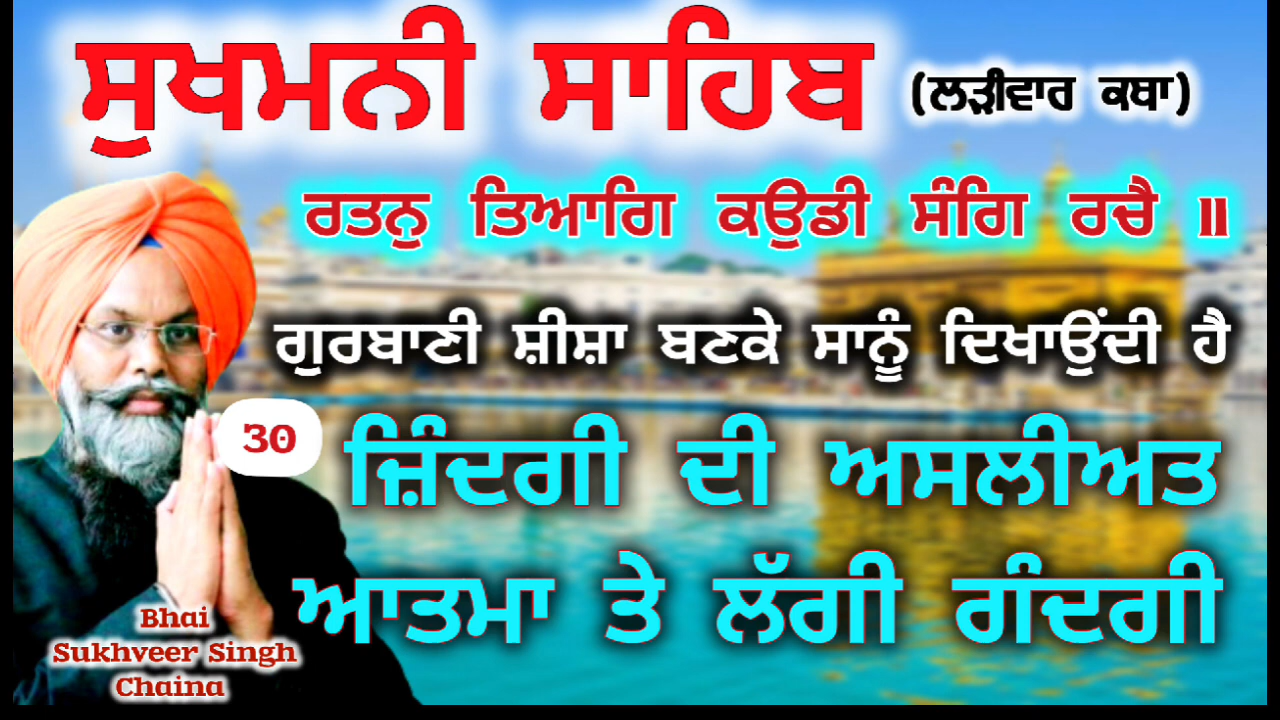 ਸੁਖਮਨੀ ਸਾਹਿਬ (ਲੜੀਵਾਰ ਕਥਾ)
ਰਤਨੁ ਤਿਆਗਿ ਕਉਡੀ ਸੰਗਿ ਰਚੈ ॥
ਗੁਰਬਾਣੀ ਸ਼ੀਸ਼ਾ ਬਣਕੇ ਸਾਨੂੰ ਦਿਖਾਉਂਦੀ ਹੈ
30
ਜ਼ਿੰਦਗੀ ਦੀ ਅਸਲੀਅਤ
ਆਤਮਾ ਤੇ ਲੱਗੀ ਗੰਦਗੀ
Bhai
Sukhveer Singh
Chaina